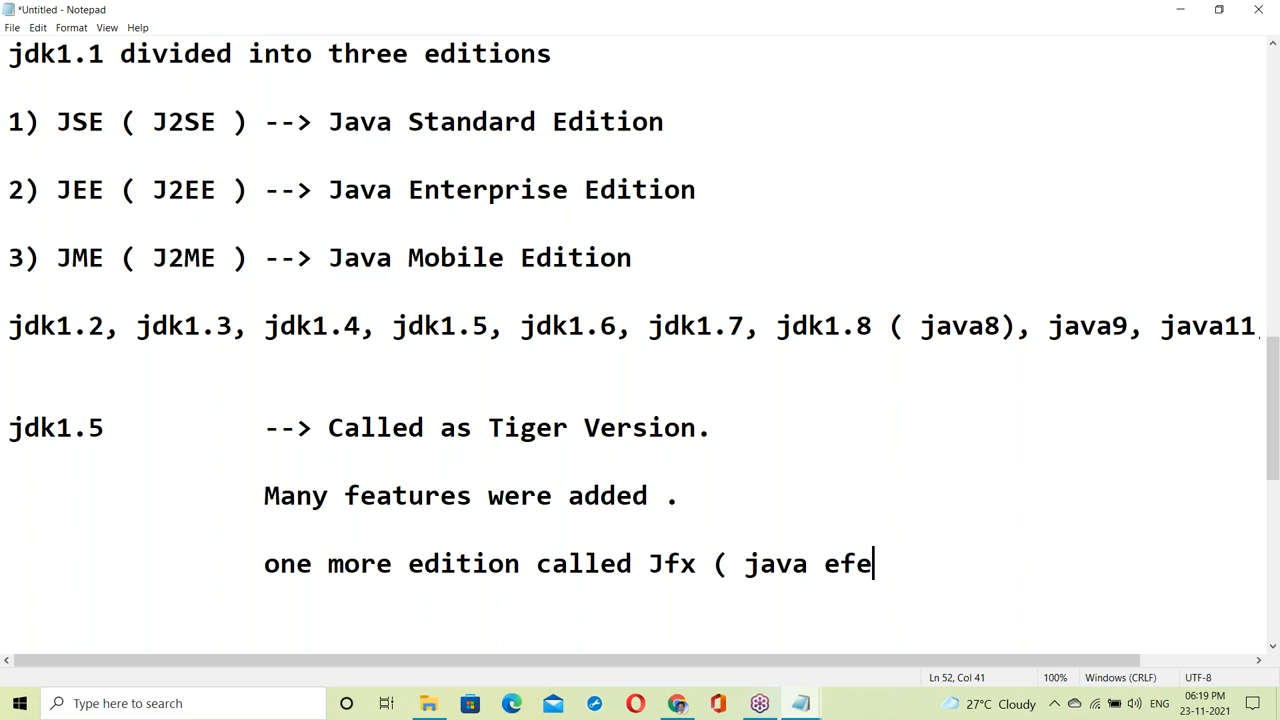 *Untitled - Notepad
File Edit Format View Help
jdk1.1 divided into three editions
1) JSE ( J2SE ) --> Java Standard Edition
2) JEE ( J2EE ) --> Java Enterprise Edition
3) JME ( J2ME ) --> Java Mobile Edition
jdk1.2, jdk1.3, jdk1.4, jdk1.5, jdk1.6, jdk1.7, jdk1.8 ( java8), java9, java11,
jdk1.5 --> Called as Tiger Version.
Many features were added .
one more edition called Jfx ( java efe
Ln 52, Col 41 100% Windows (CRLF) UTF-8
Type here to search 27°C Cloudy ENG 06:19 PM
23-11-2021